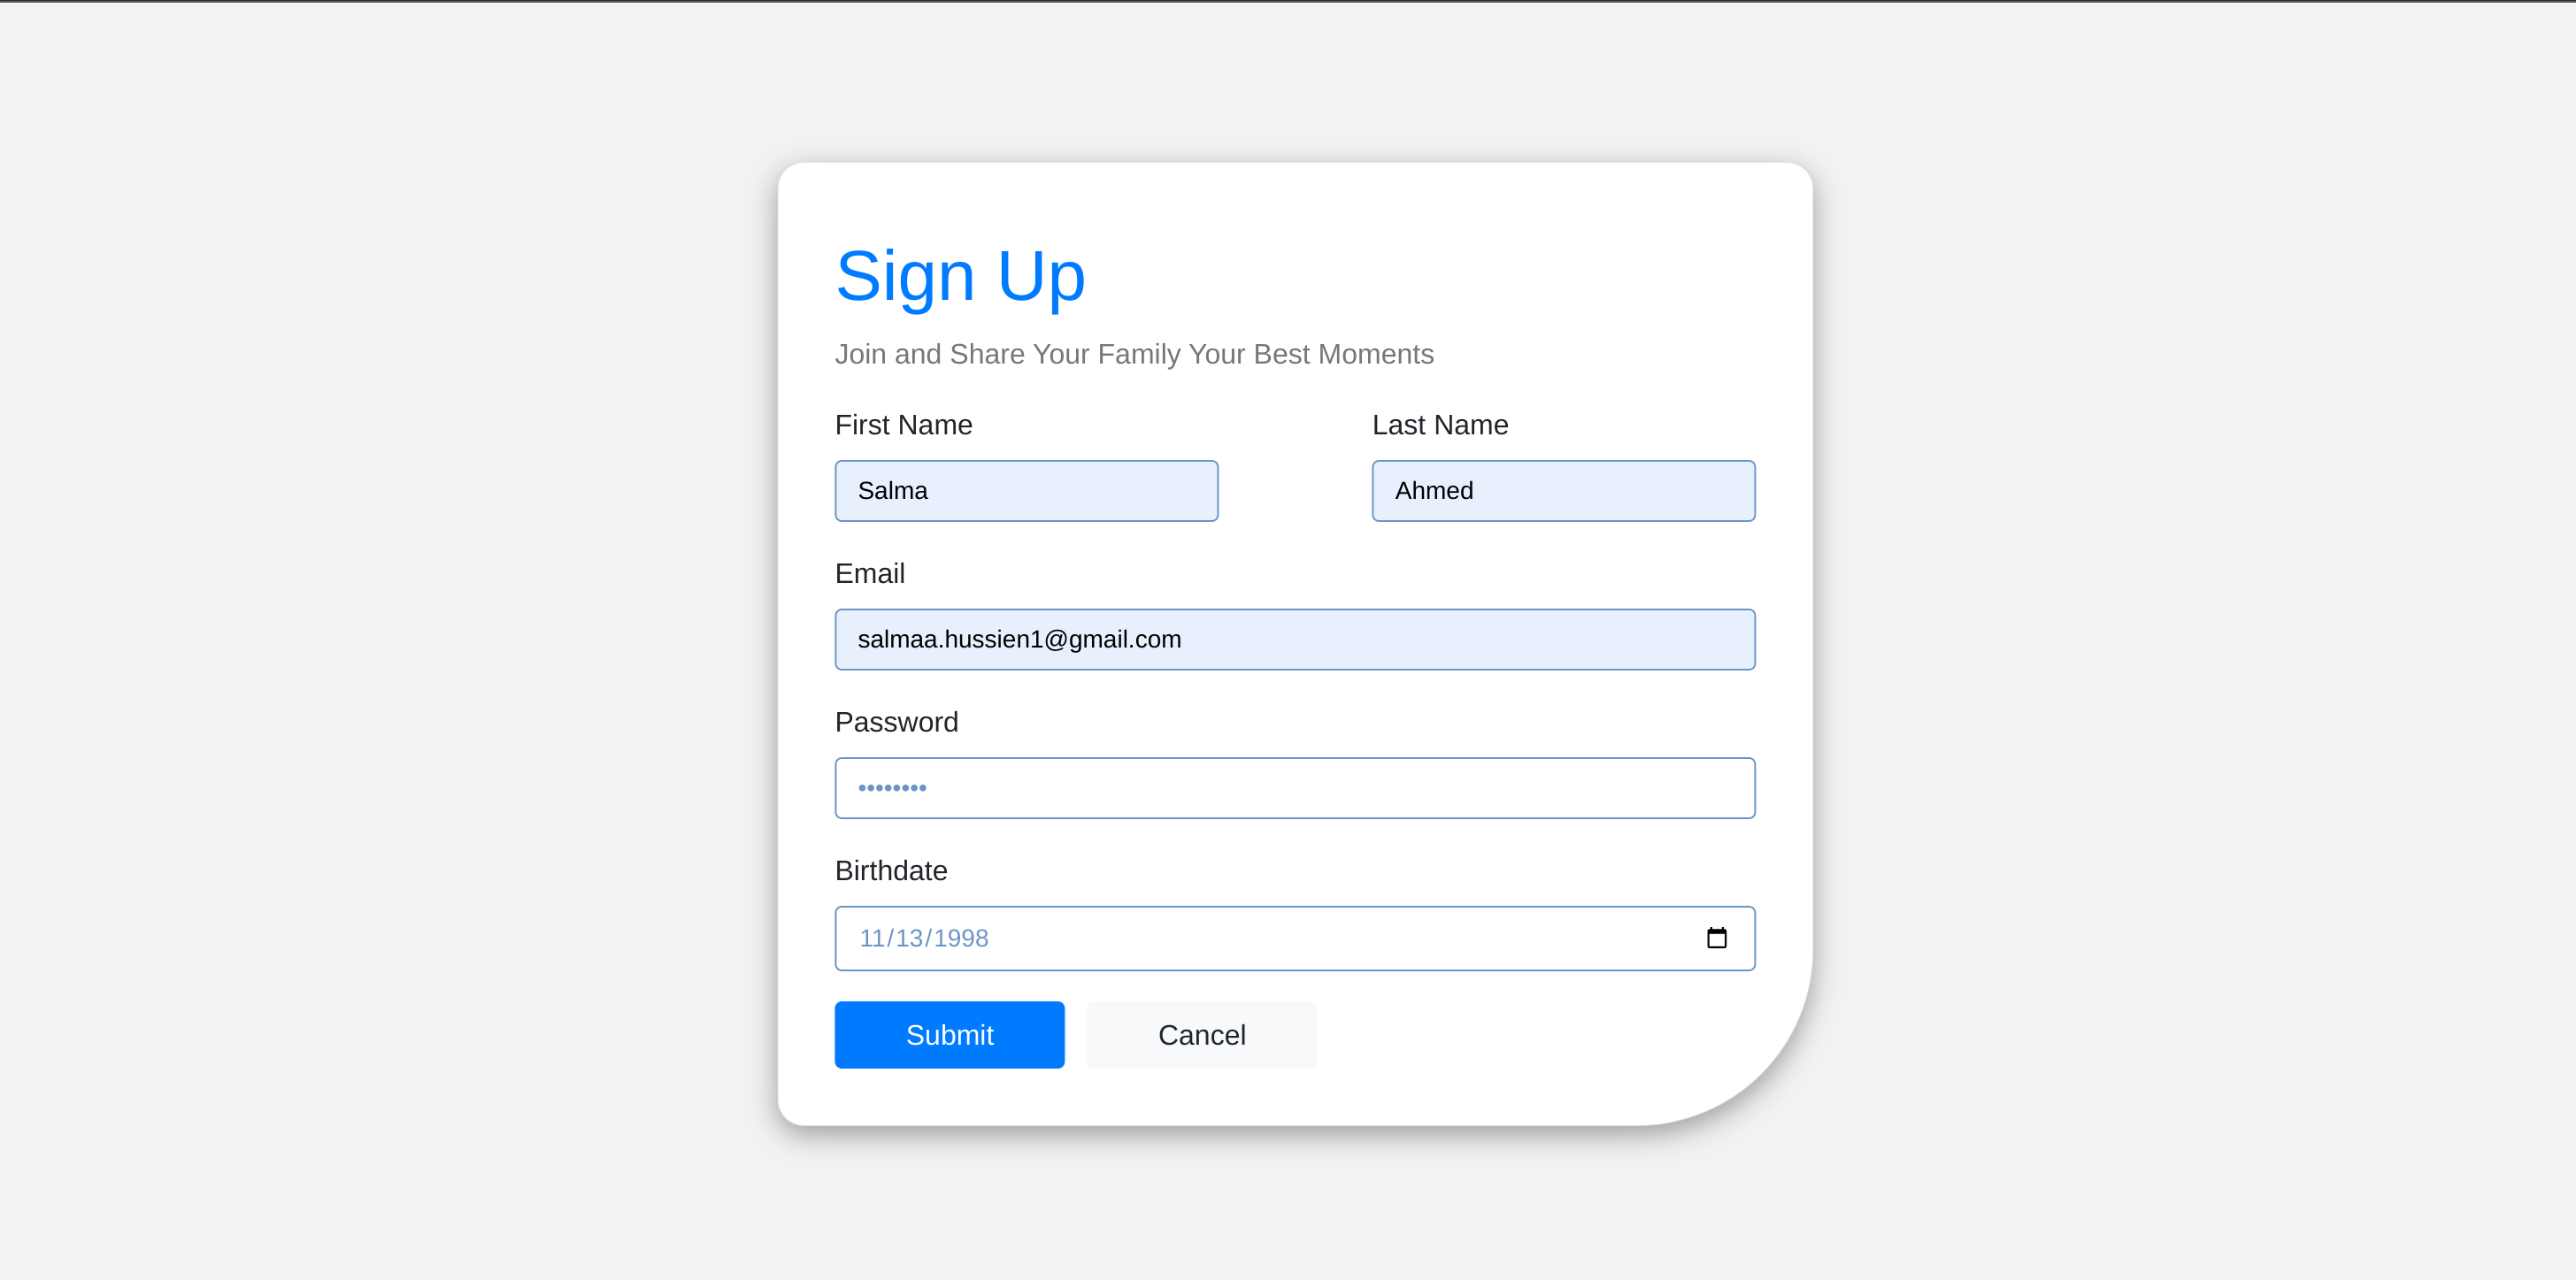 Sign Up
Join and Share Your Family Your Best Moments
First Name Last Name
Salma Ahmed
Email
salmaa.hussien1@gmail.com
Password
••••••••
Birthdate
11/13/1998
Submit Cancel